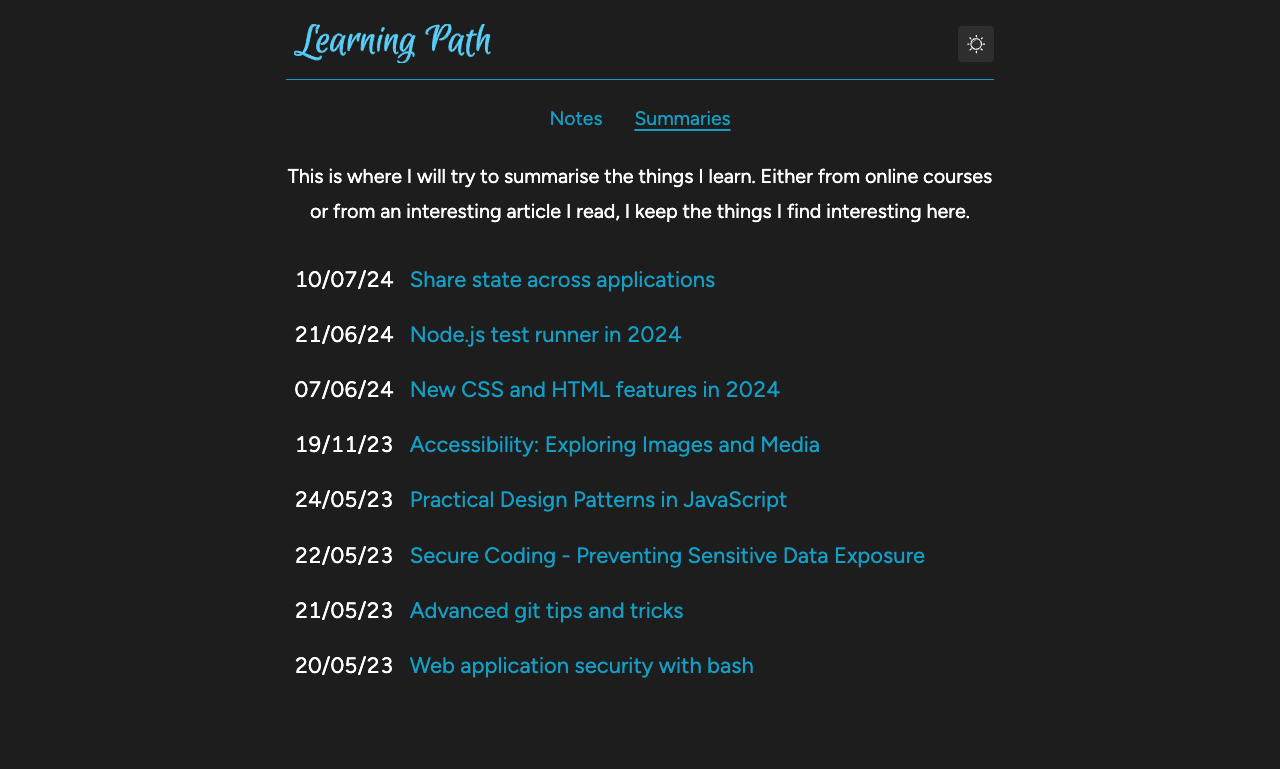 Learning Path
Notes Summaries
This is where I will try to summarise the things I learn. Either from online courses
or from an interesting article I read, I keep the things I find interesting here.
10/07/24 Share state across applications
21/06/24 Node.js test runner in 2024
07/06/24 New CSS and HTML features in 2024
19/11/23 Accessibility: Exploring Images and Media
24/05/23 Practical Design Patterns in JavaScript
22/05/23 Secure Coding - Preventing Sensitive Data Exposure
21/05/23 Advanced git tips and tricks
20/05/23 Web application security with bash